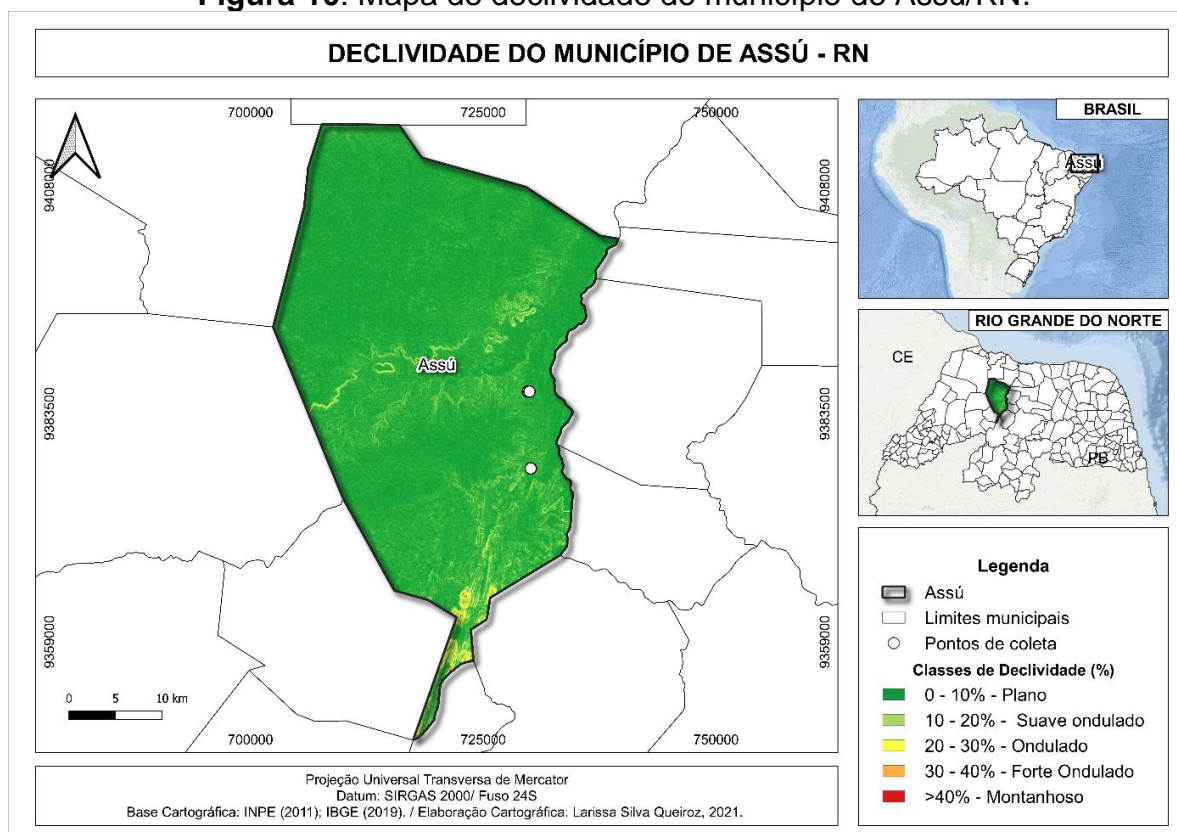 Figura 10. Mapa de declividade do município de Assú/RN.
DECLIVIDADE DO MUNICÍPIO DE ASSÚ - RN
700000
725000
750000
9408000
9408000
Assú
9383500
9383500
9359000
9359000
0 5 10 km
700000
725000
750000
BRASIL
Assú
RIO GRANDE DO NORTE
CE
PB
Legenda
Assú
Limites municipais
Pontos de coleta
Classes de Declividade (%)
0 - 10% - Plano
10 - 20% - Suave ondulado
20 - 30% - Ondulado
30 - 40% - Forte Ondulado
>40% - Montanhoso
Projeção Universal Transversa de Mercator
Datum: SIRGAS 2000/ Fuso 24S
Base Cartográfica: INPE (2011); IBGE (2019). / Elaboração Cartográfica: Larissa Silva Queiroz, 2021.